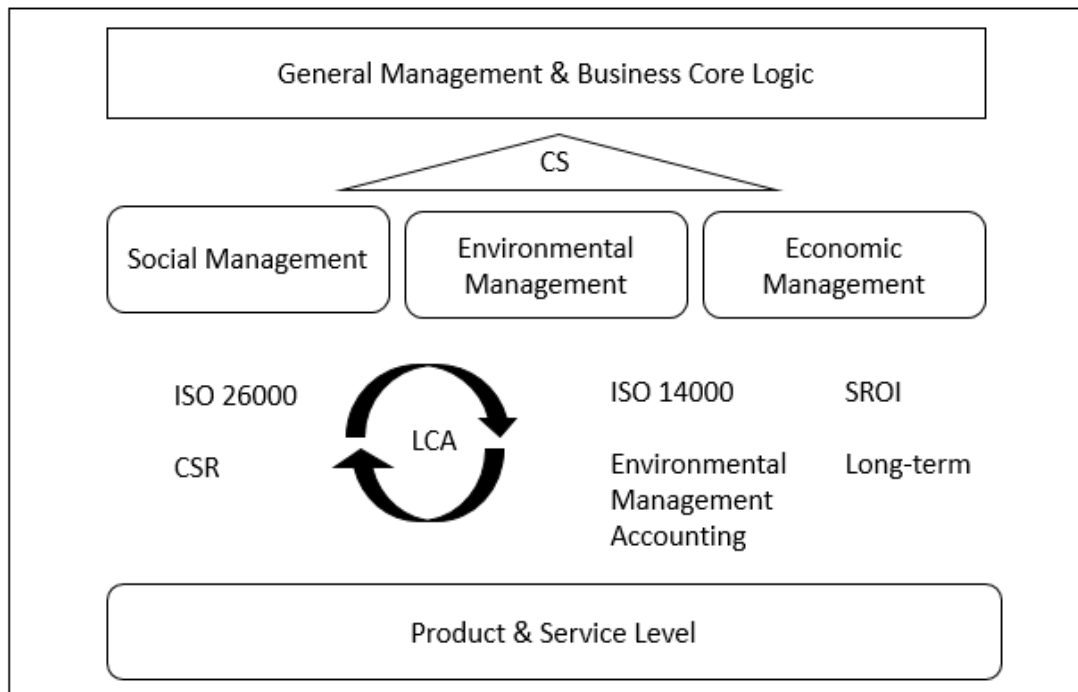 General Management & Business Core Logic
CS
Social Management
Environmental
Management
Economic
Management
ISO 26000
CSR
LCA
ISO 14000
Environmental
Management
Accounting
SROI
Long-term
Product & Service Level